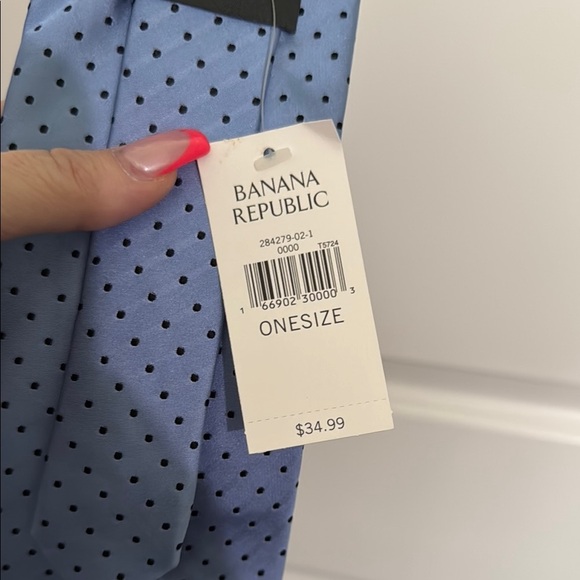 BANANA
REPUBLIC
284279-02-1
0000 T5724
1 66902 30000 3
ONESIZE
$34.99